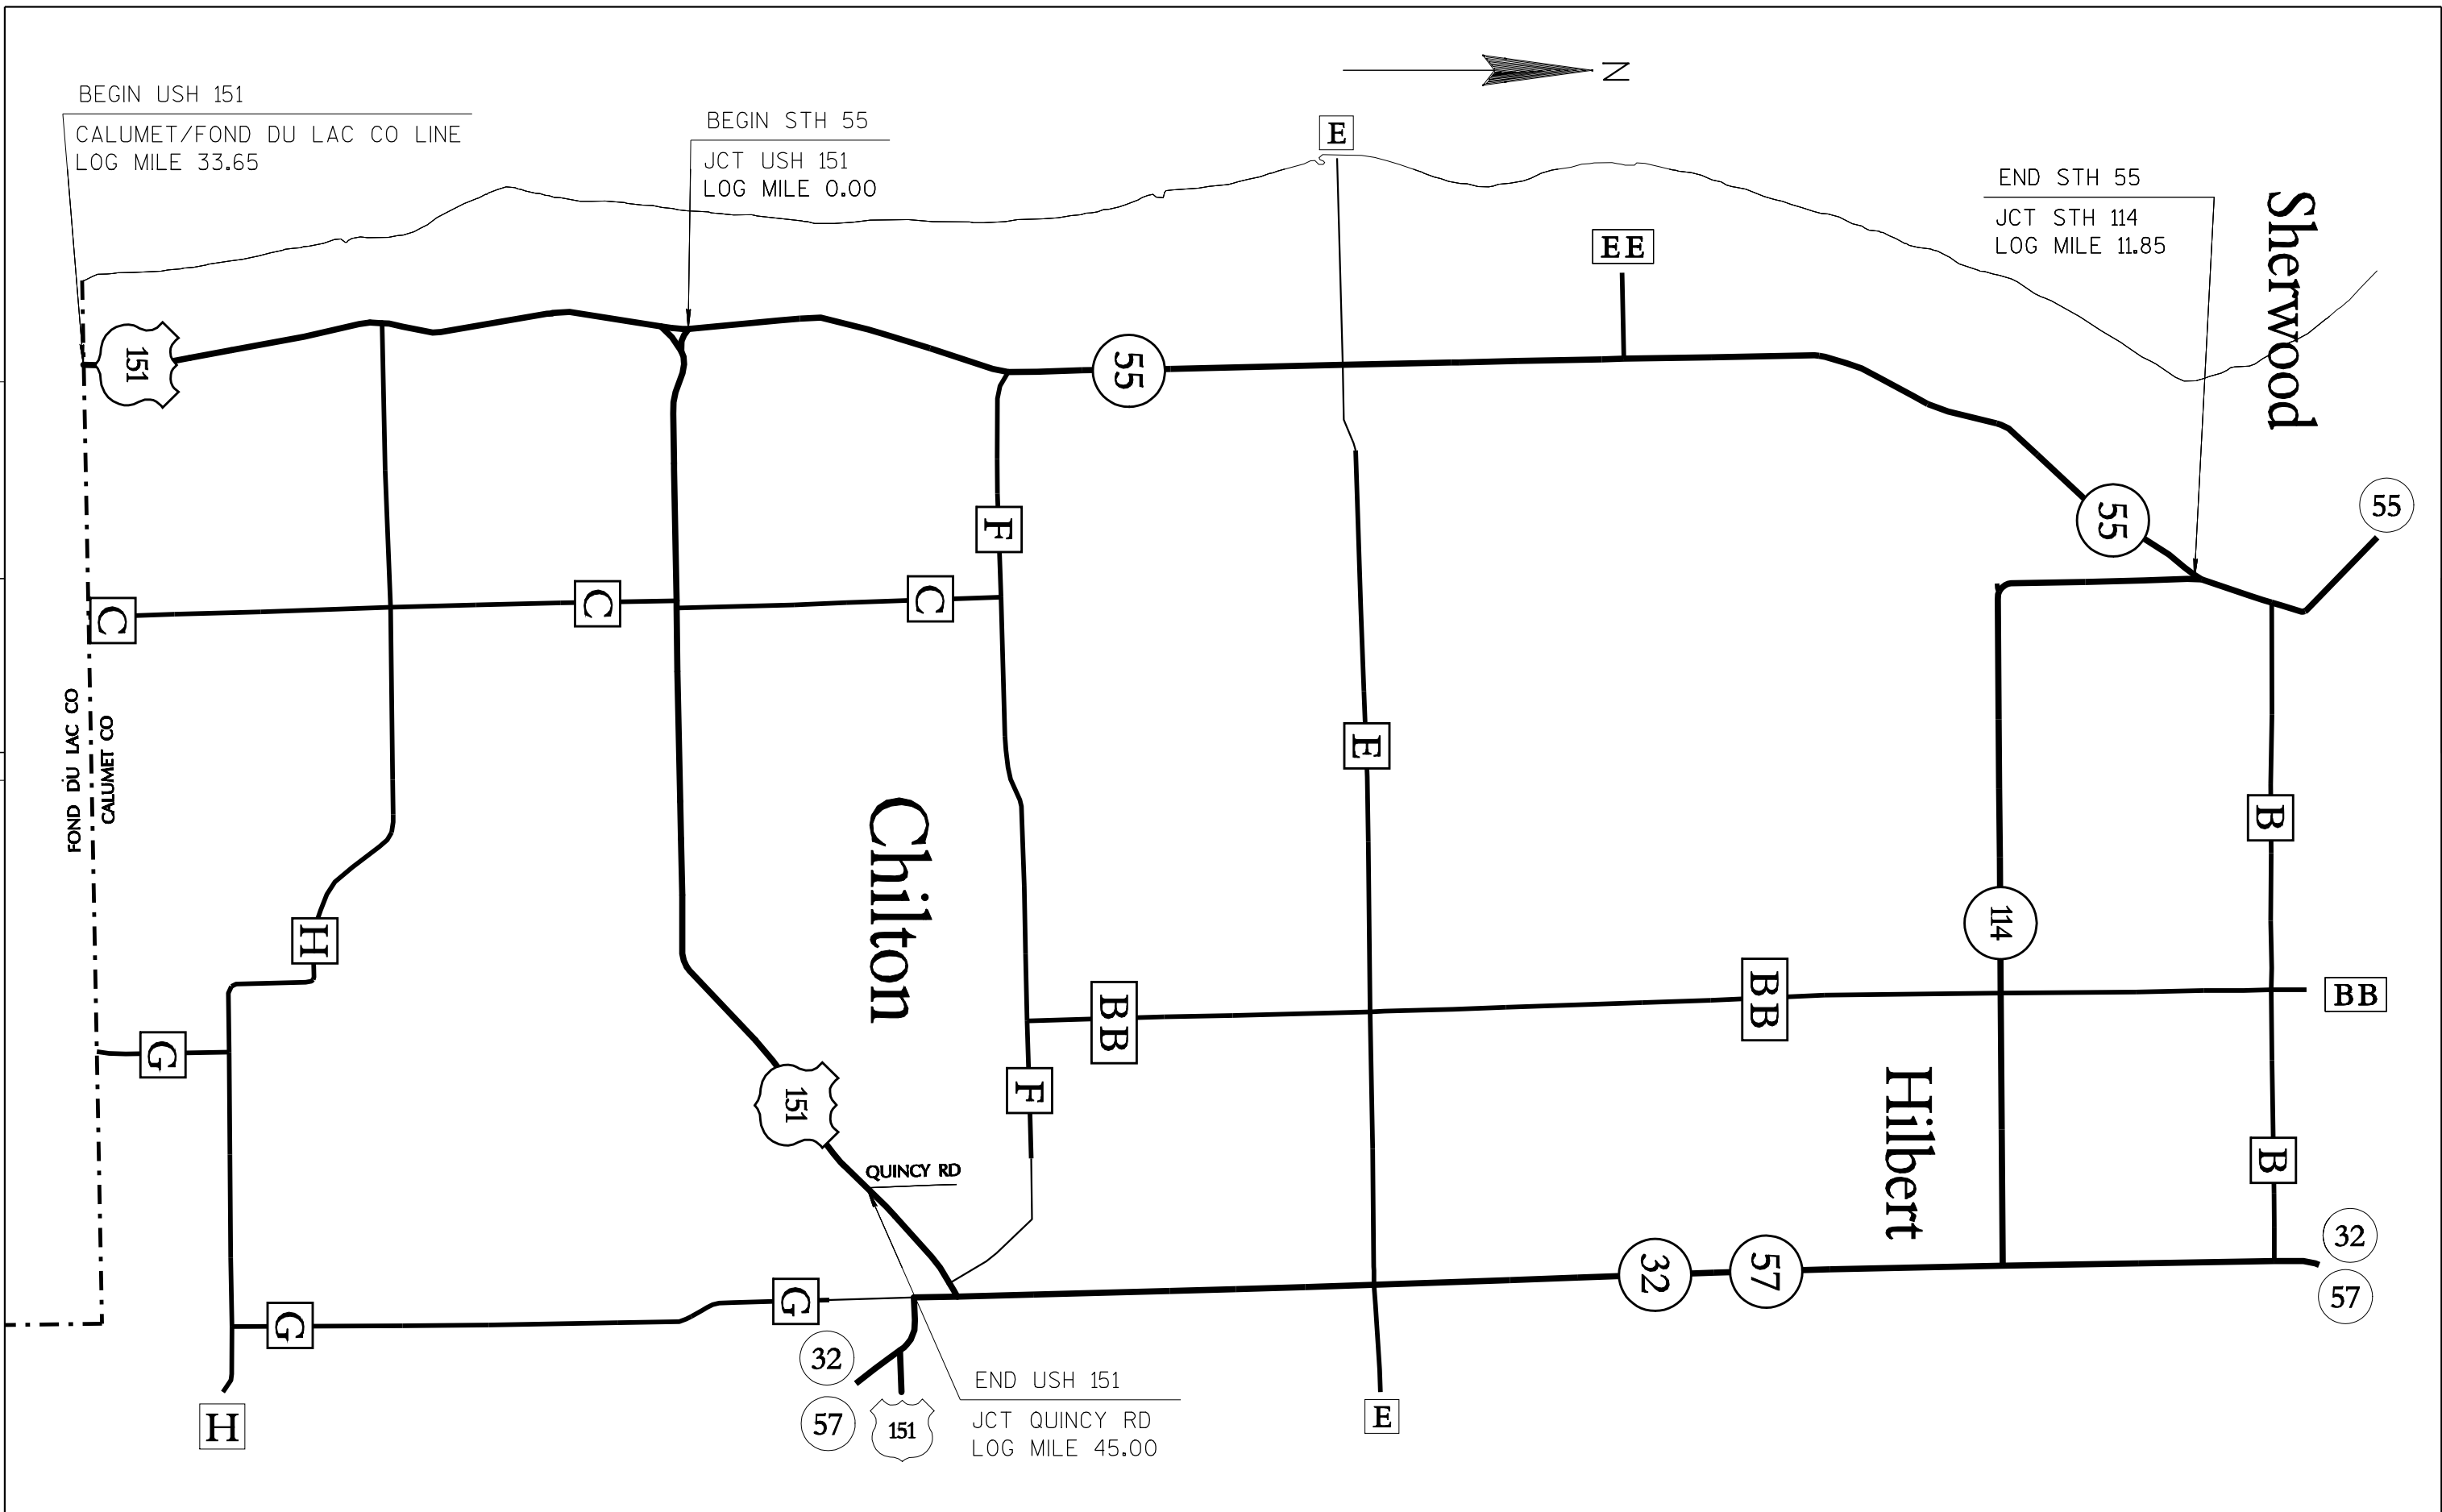 BEGIN USH 151
CALUMET/FOND DU LAC CO LINE
LOG MILE 33.65
BEGIN STH 55
JCT USH 151
LOG MILE 0.00
N
E
EE
END STH 55
JCT STH 114
LOG MILE 11.85
Sherwood
151
55
55
55
F
C
C
C
E
FOND DU LAC CO
CALUMET CO
Chilton
B
H
114
BB
BB
BB
G
F
151
Hilbert
QUINCY RD
B
32
57
32
57
G
G
32
57
151
END USH 151
JCT QUINCY RD
LOG MILE 45.00
E
H